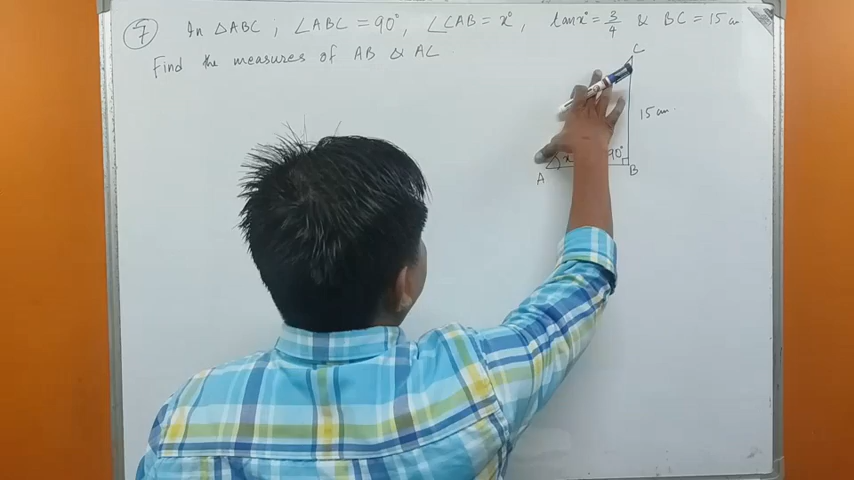 7 In △ABC ; ∠ABC = 90°, ∠CAB = x°, tan x° = 3/4 & BC = 15 cm
Find the measures of AB & AC
C
15 cm.
x 90°
A B